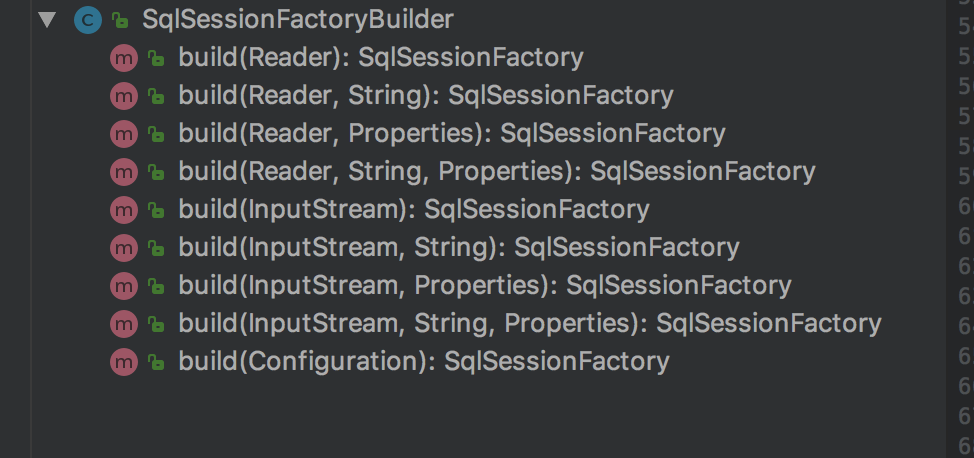 SqlSessionFactoryBuilder
build(Reader): SqlSessionFactory
build(Reader, String): SqlSessionFactory
build(Reader, Properties): SqlSessionFactory
build(Reader, String, Properties): SqlSessionFactory
build(InputStream): SqlSessionFactory
build(InputStream, String): SqlSessionFactory
build(InputStream, Properties): SqlSessionFactory
build(InputStream, String, Properties): SqlSessionFactory
build(Configuration): SqlSessionFactory